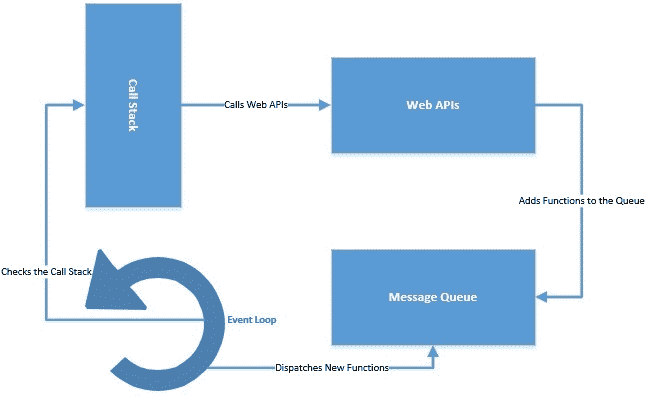 Call Stack
Calls Web APIs
Web APIs
Adds Functions to the Queue
Checks the Call Stack
Event Loop
Message Queue
Dispatches New Functions